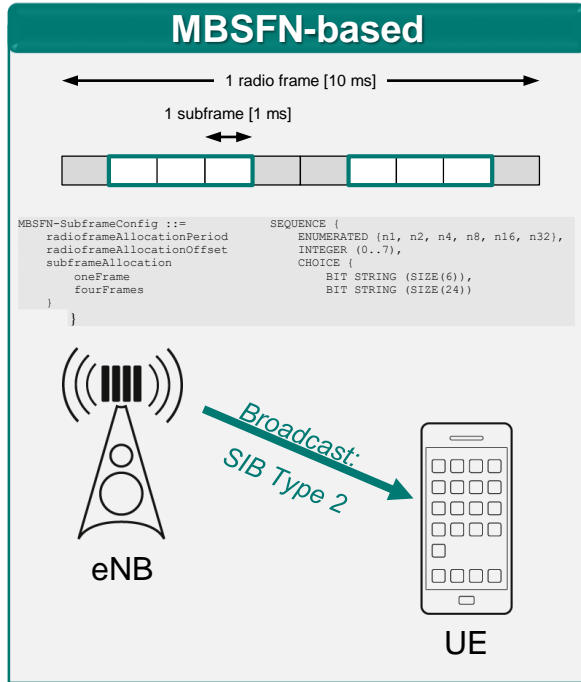 MBSFN-based
1 radio frame [10 ms]
1 subframe [1 ms]
MBSFN-SubframeConfig ::= SEQUENCE {
radioframeAllocationPeriod ENUMERATED {n1, n2, n4, n8, n16, n32},
radioframeAllocationOffset INTEGER (0..7),
subframeAllocation CHOICE {
oneFrame BIT STRING (SIZE(6)),
fourFrames BIT STRING (SIZE(24))
}
}
Broadcast:
SIB Type 2
eNB
UE